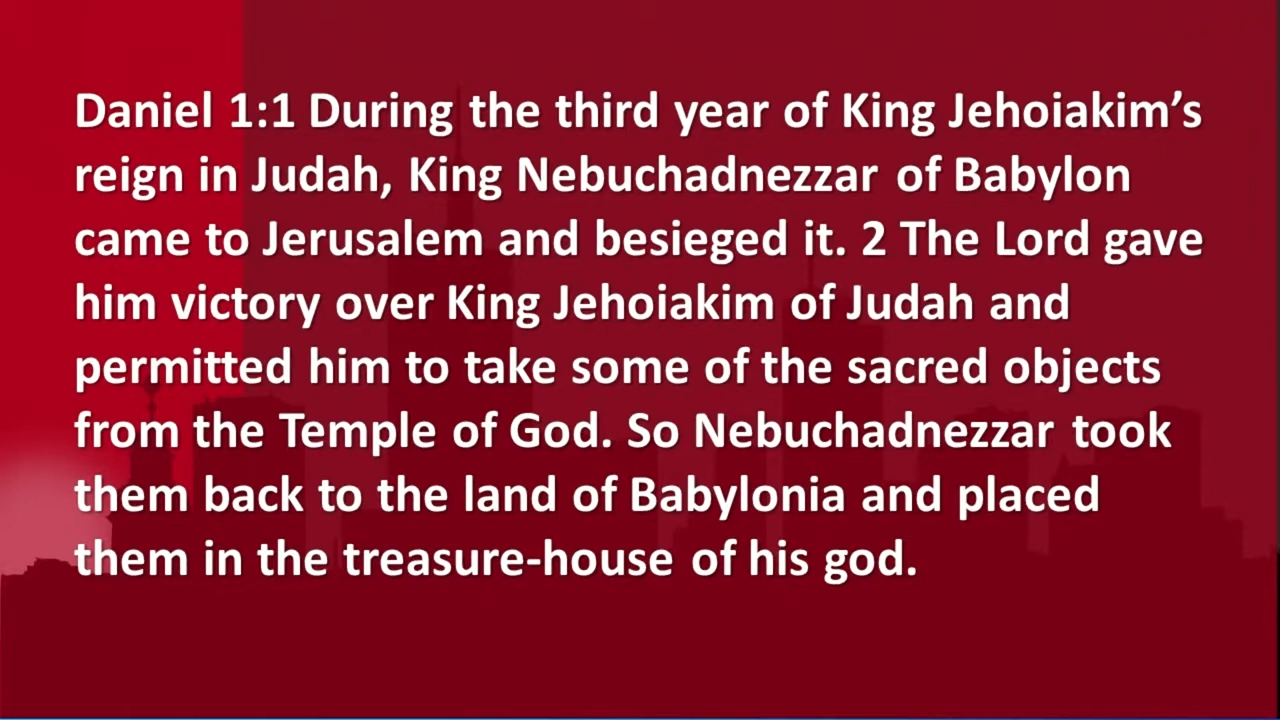 Daniel 1:1 During the third year of King Jehoiakim’s
reign in Judah, King Nebuchadnezzar of Babylon
came to Jerusalem and besieged it. 2 The Lord gave
him victory over King Jehoiakim of Judah and
permitted him to take some of the sacred objects
from the Temple of God. So Nebuchadnezzar took
them back to the land of Babylonia and placed
them in the treasure-house of his god.